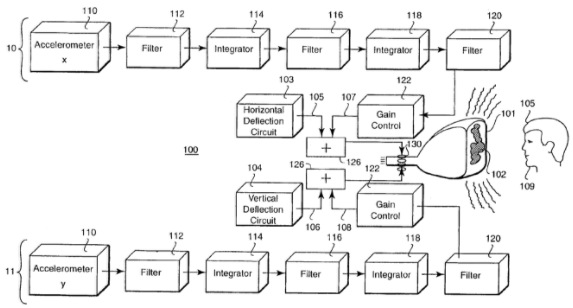 110 112 114 116 118 120
10 Accelerometer Filter Integrator Filter Integrator Filter
x
103 122
Horizontal
Deflection
Circuit
105 107 Gain
Control
130 101 105
100 + 126
104 126 122 102
+ 109
Vertical
Deflection
Circuit
106 108 Gain
Control
110 112 114 116 118 120
11 Accelerometer Filter Integrator Filter Integrator Filter
y